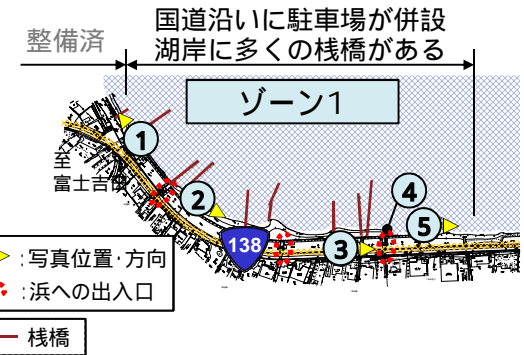 国道沿いに駐車場が併設
整備済
湖岸に多くの桟橋がある
ゾーン1
1
至
富士吉田
2
4
5
138
3
:写真位置・方向
:浜への出入口
桟橋